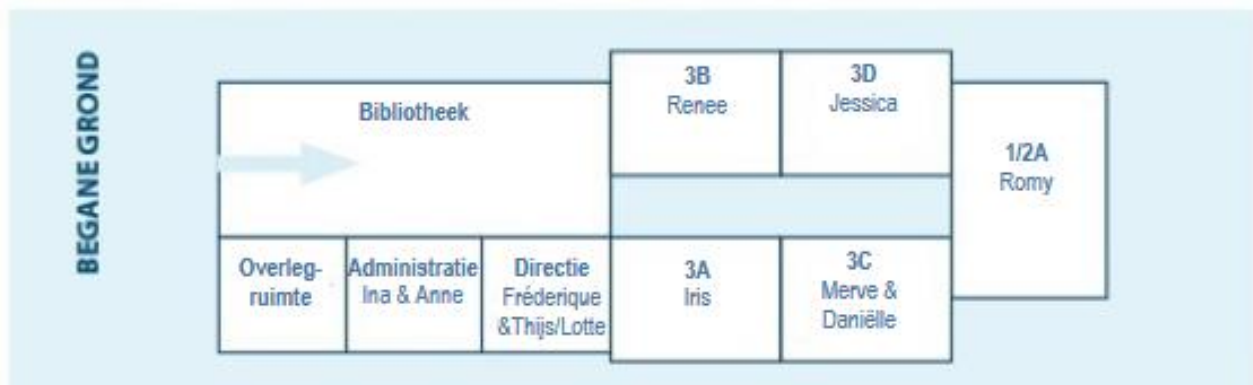 BEGANE GROND
Bibliotheek
3B
Renee
3D
Jessica
1/2A
Romy
Overleg-
ruimte
Administratie
Ina & Anne
Directie
Fréderique
&Thijs/Lotte
3A
Iris
3C
Merve &
Daniëlle